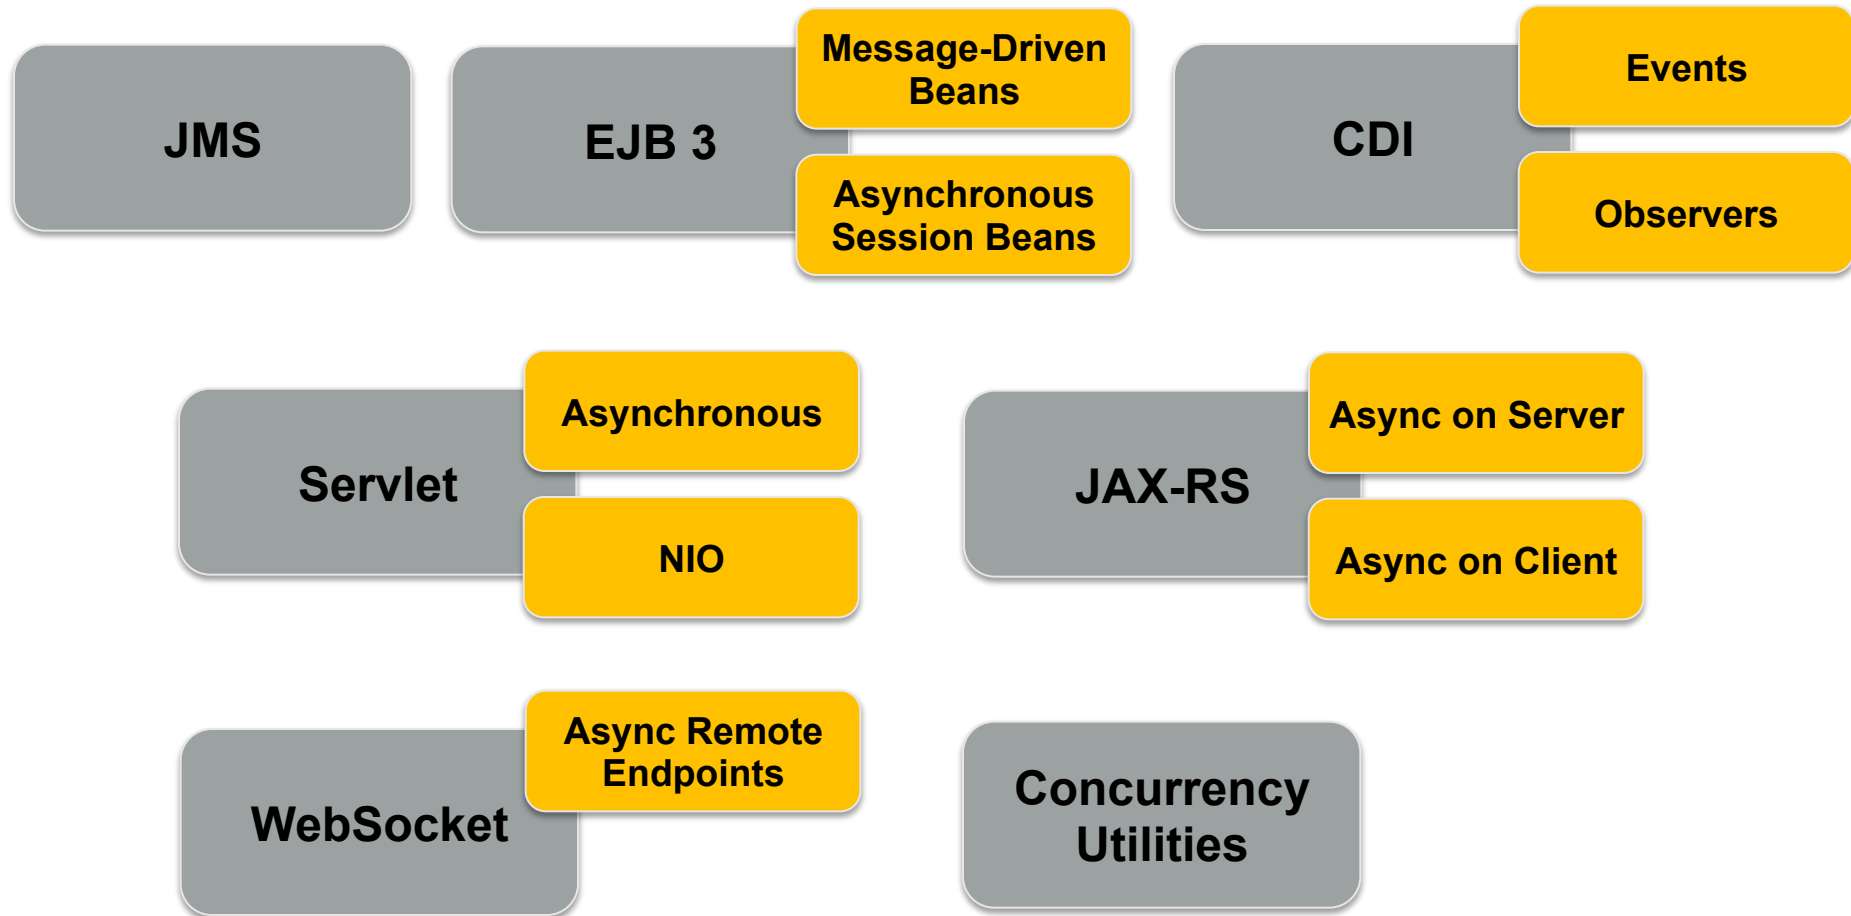 JMS
EJB 3
Message-Driven
Beans
Asynchronous
Session Beans
CDI
Events
Observers
Servlet
Asynchronous
NIO
JAX-RS
Async on Server
Async on Client
WebSocket
Async Remote
Endpoints
Concurrency
Utilities